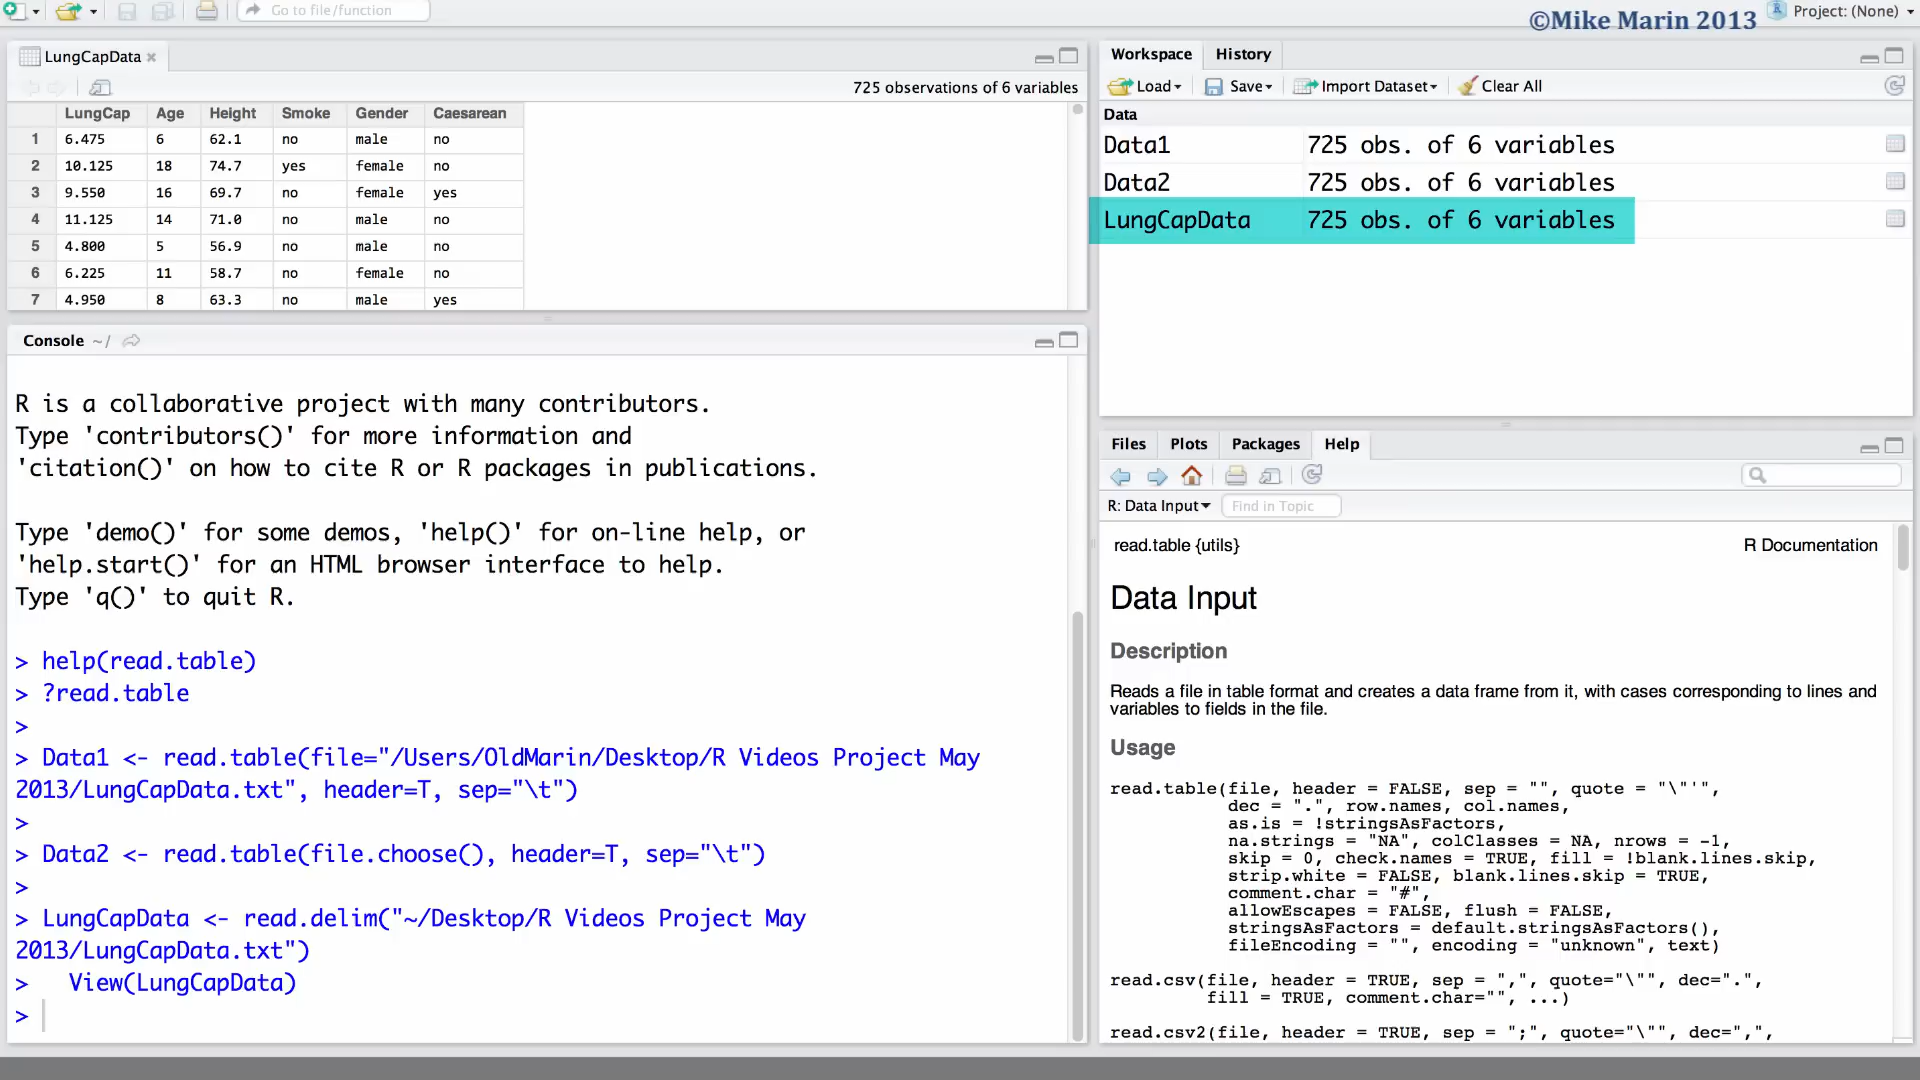 Go to file/function
©Mike Marin 2013
Project: (None)
LungCapData
725 observations of 6 variables
LungCap Age Height Smoke Gender Caesarean
1 6.475 6 62.1 no male no
2 10.125 18 74.7 yes female no
3 9.550 16 69.7 no female yes
4 11.125 14 71.0 no male no
5 4.800 5 56.9 no male no
6 6.225 11 58.7 no female no
7 4.950 8 63.3 no male yes
Console ~/
R is a collaborative project with many contributors.
Type 'contributors()' for more information and
'citation()' on how to cite R or R packages in publications.
Type 'demo()' for some demos, 'help()' for on-line help, or
'help.start()' for an HTML browser interface to help.
Type 'q()' to quit R.
> help(read.table)
> ?read.table
>
> Data1 <- read.table(file="/Users/OldMarin/Desktop/R Videos Project May
2013/LungCapData.txt", header=T, sep="\t")
>
> Data2 <- read.table(file.choose(), header=T, sep="\t")
>
> LungCapData <- read.delim("~/Desktop/R Videos Project May
2013/LungCapData.txt")
>   View(LungCapData)
>
Workspace History
Load Save Import Dataset Clear All
Data
Data1 725 obs. of 6 variables
Data2 725 obs. of 6 variables
LungCapData 725 obs. of 6 variables
Files Plots Packages Help
R: Data Input Find in Topic
read.table {utils} R Documentation
Data Input
Description
Reads a file in table format and creates a data frame from it, with cases corresponding to lines and
variables to fields in the file.
Usage
read.table(file, header = FALSE, sep = "", quote = "\"'",
dec = ".", row.names, col.names,
as.is = !stringsAsFactors,
na.strings = "NA", colClasses = NA, nrows = -1,
skip = 0, check.names = TRUE, fill = !blank.lines.skip,
strip.white = FALSE, blank.lines.skip = TRUE,
comment.char = "#",
allowEscapes = FALSE, flush = FALSE,
stringsAsFactors = default.stringsAsFactors(),
fileEncoding = "", encoding = "unknown", text)
read.csv(file, header = TRUE, sep = ",", quote="\"", dec=".",
fill = TRUE, comment.char="", ...)
read.csv2(file, header = TRUE, sep = ";", quote="\"", dec=",",